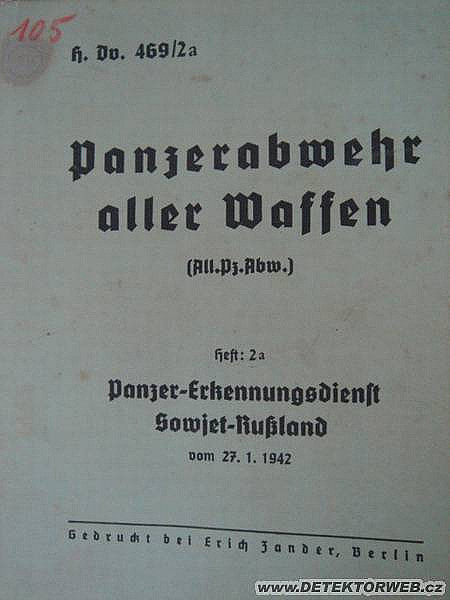 105
H. Dv. 469/2a
Panzerabwehr
aller Waffen
(All.Pz.Abw.)
Heft: 2a
Panzer-Erkennungsdienst
Sowjet-Rußland
vom 27. 1. 1942
Gedruckt bei Erich Zander, Berlin
WWW.DETEKTORWEB.CZ